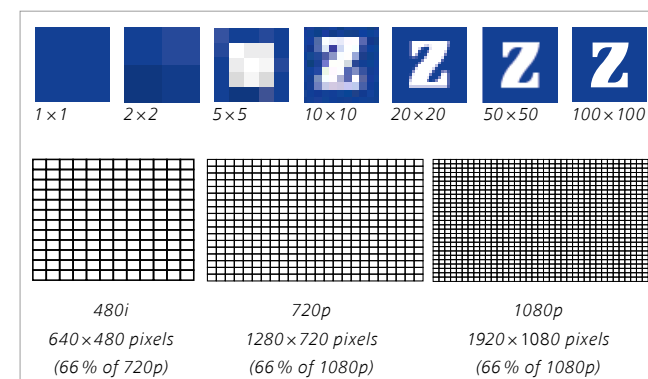 Z Z Z Z
1×1 2×2 5×5 10×10 20×20 50×50 100×100
480i 720p 1080p
640×480 pixels 1280×720 pixels 1920×1080 pixels
(66 % of 720p) (66 % of 1080p) (66 % of 1080p)